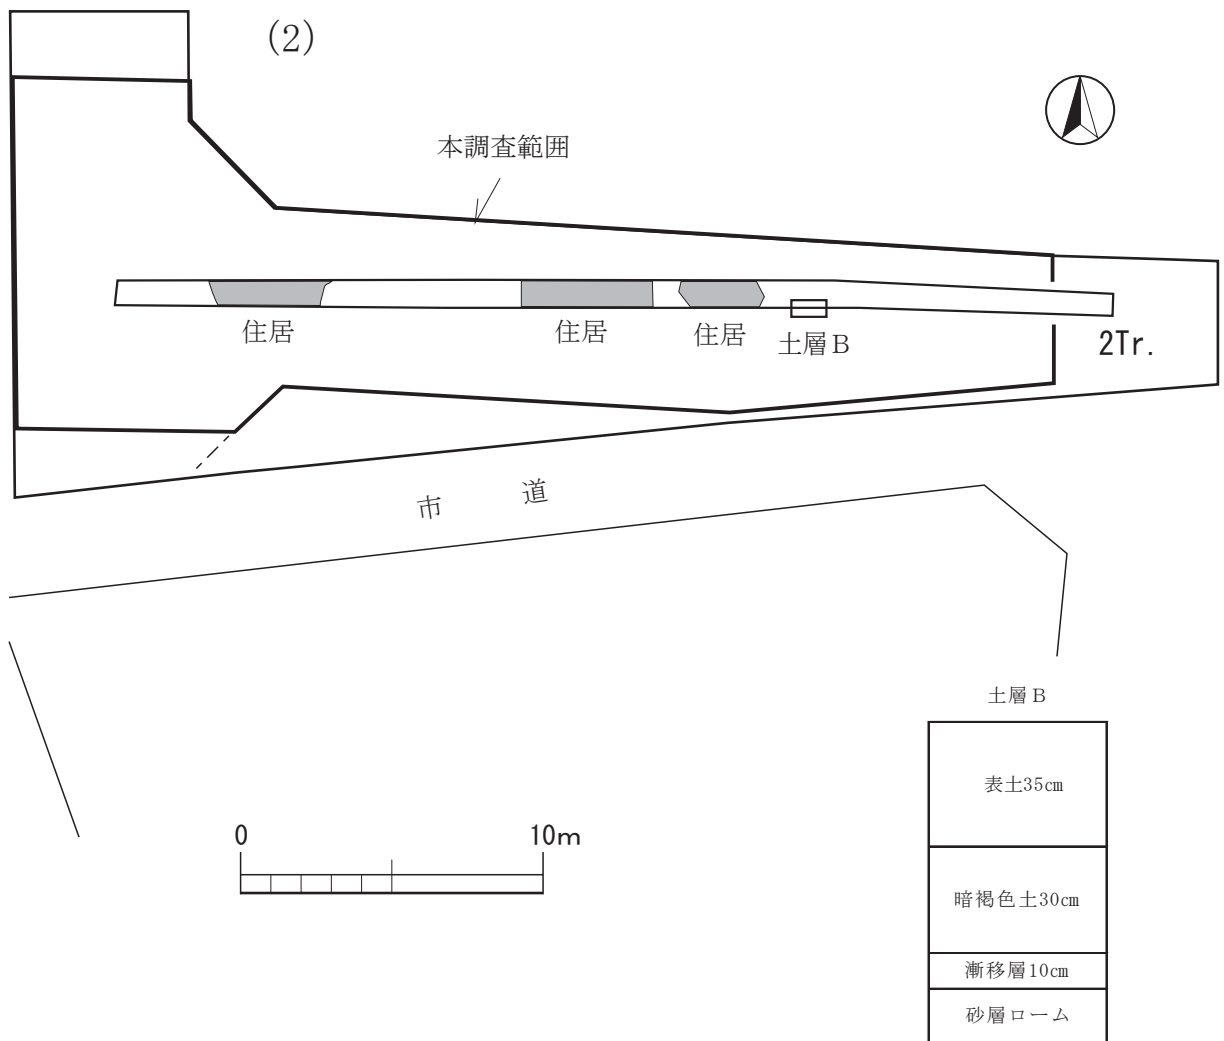 (2)
本調査範囲
住居
住居
住居
土層B
2Tr.
市道
土層B
表土35㎝
暗褐色土30㎝
漸移層10㎝
砂層ローム
0
10m